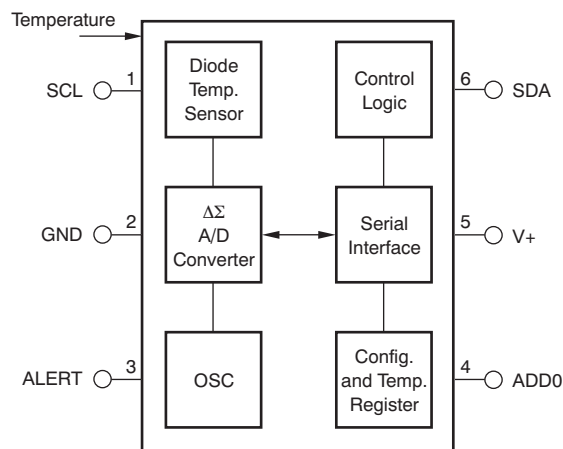 Temperature
SCL
1
Diode
Temp.
Sensor
Control
Logic
6
SDA
GND
2
ΔΣ
A/D
Converter
Serial
Interface
5
V+
ALERT
3
OSC
Config.
and Temp.
Register
4
ADD0